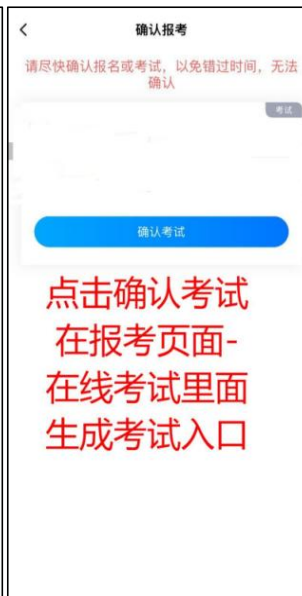 确认报考
请尽快确认报名或考试，以免错过时间，无法
确认
考试
确认考试
点击确认考试
在报考页面-
在线考试里面
生成考试入口